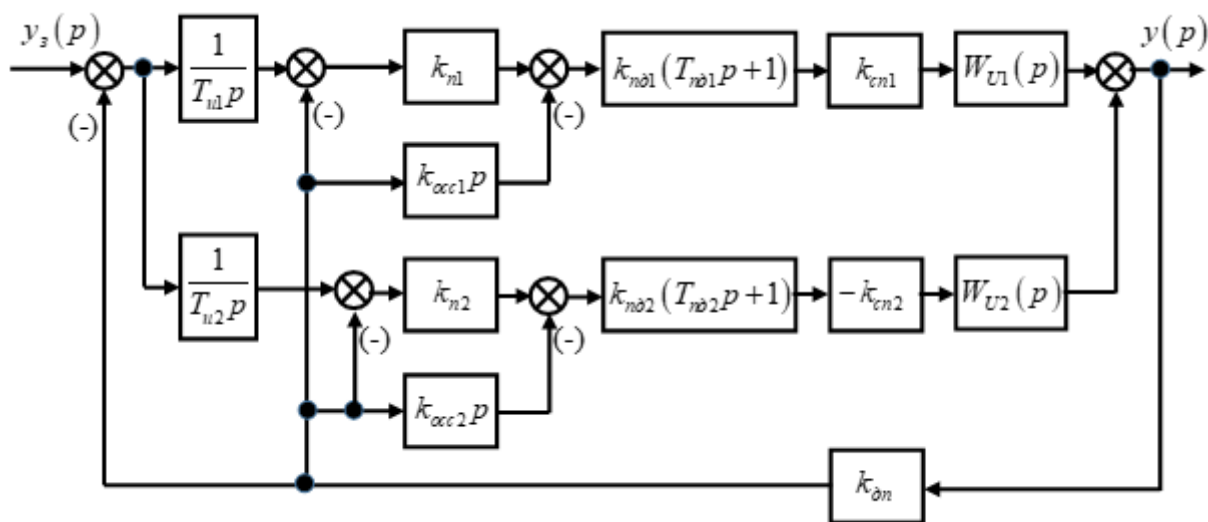 y_з(p)
1/(T_и1 p)
k_п1
k_пд1(T_пд1 p+1)
k_сп1
W_U1(p)
y(p)
(-)
(-)
(-)
k_осс1 p
1/(T_и2 p)
k_п2
k_пд2(T_пд2 p+1)
-k_сп2
W_U2(p)
(-)
(-)
k_осс2 p
k_дп